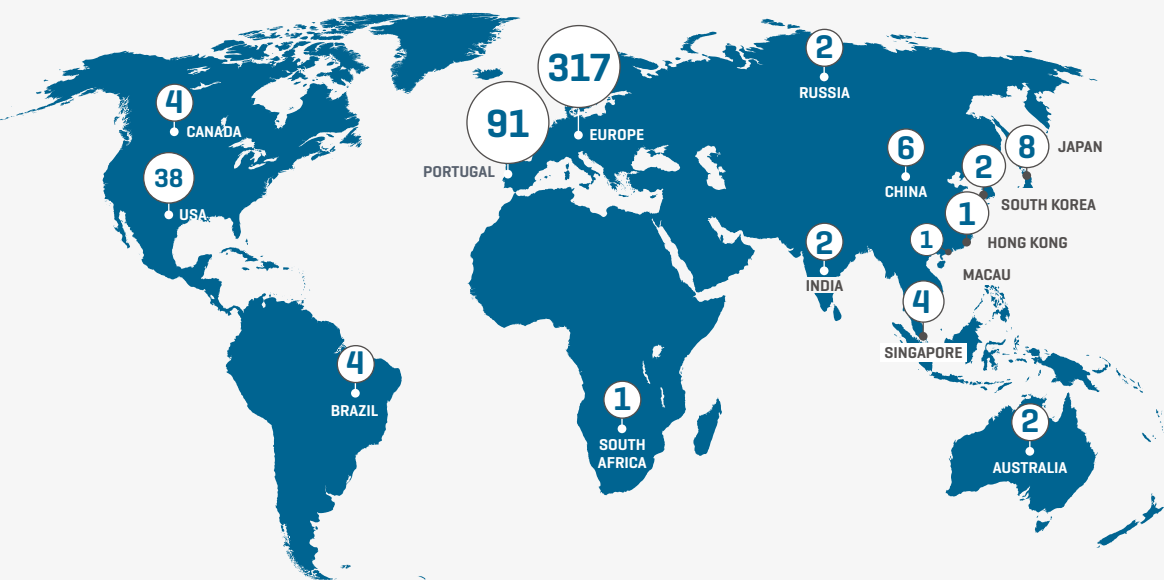 317
2
RUSSIA
4
CANADA
91
EUROPE
PORTUGAL
38
USA
6
CHINA
2
SOUTH KOREA
8
JAPAN
1
HONG KONG
1
MACAU
2
INDIA
4
SINGAPORE
4
BRAZIL
1
SOUTH
AFRICA
2
AUSTRALIA